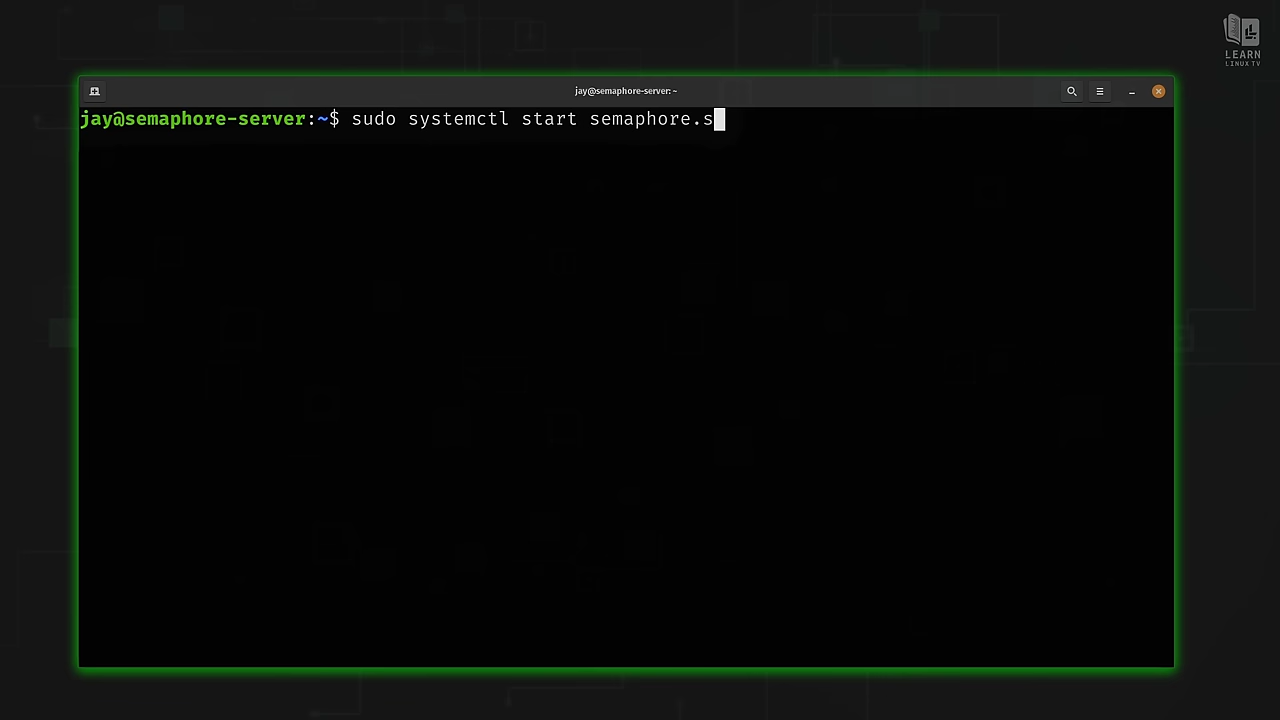 LEARN
LINUX TV
jay@semaphore-server: ~
jay@semaphore-server:~$ sudo systemctl start semaphore.s